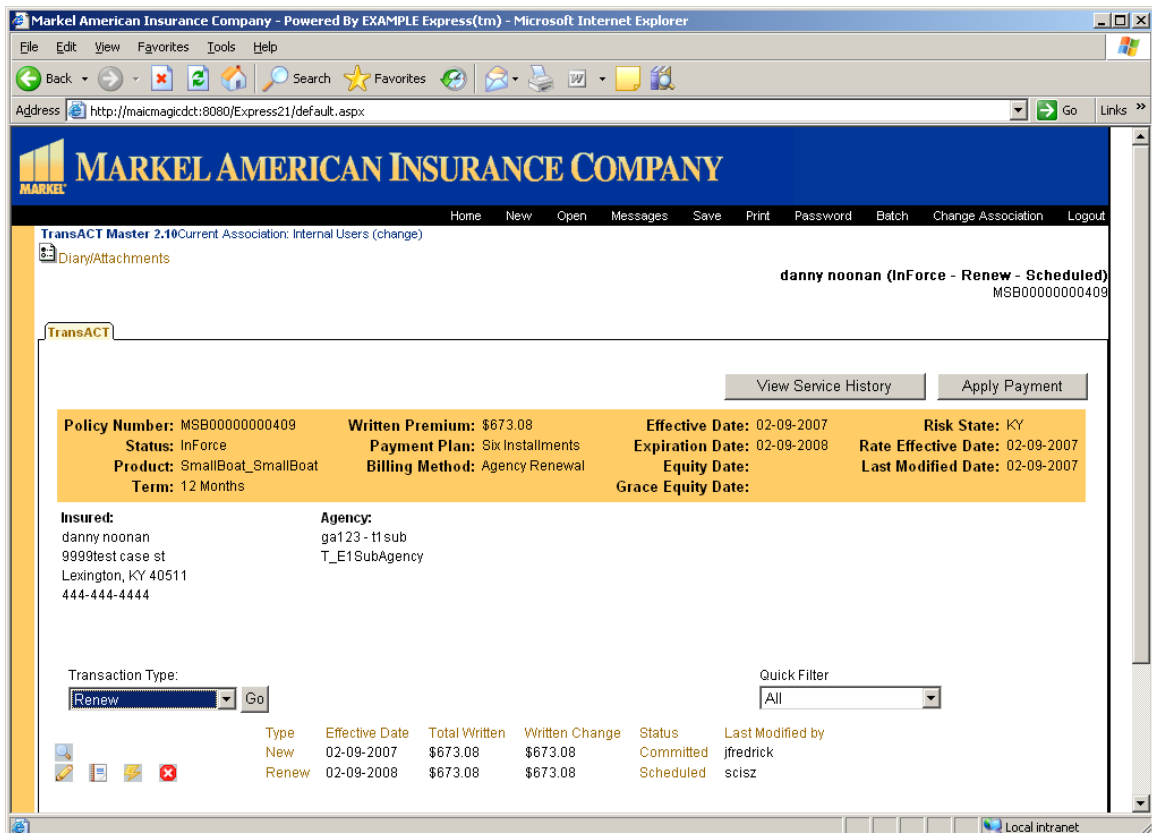 Markel American Insurance Company - Powered By EXAMPLE Express(tm) - Microsoft Internet Explorer
File Edit View Favorites Tools Help
Back Search Favorites
Address http://maicmagicdct:8080/Express21/default.aspx Go Links »
MARKEL AMERICAN INSURANCE COMPANY
MARKEL
Home New Open Messages Save Print Password Batch Change Association Logout
TransACT Master 2.10Current Association: Internal Users (change)
Diary/Attachments
danny noonan (InForce - Renew - Scheduled)
MSB00000000409
TransACT
View Service History Apply Payment
Policy Number: MSB00000000409 Written Premium: $673.08 Effective Date: 02-09-2007 Risk State: KY
Status: InForce Payment Plan: Six Installments Expiration Date: 02-09-2008 Rate Effective Date: 02-09-2007
Product: SmallBoat_SmallBoat Billing Method: Agency Renewal Equity Date: Last Modified Date: 02-09-2007
Term: 12 Months Grace Equity Date:
Insured: Agency:
danny noonan ga123 - t1sub
9999test case st T_E1SubAgency
Lexington, KY 40511
444-444-4444
Transaction Type: Quick Filter
Renew Go All
Type Effective Date Total Written Written Change Status Last Modified by
New 02-09-2007 $673.08 $673.08 Committed jfredrick
Renew 02-09-2008 $673.08 $673.08 Scheduled scisz
Local intranet